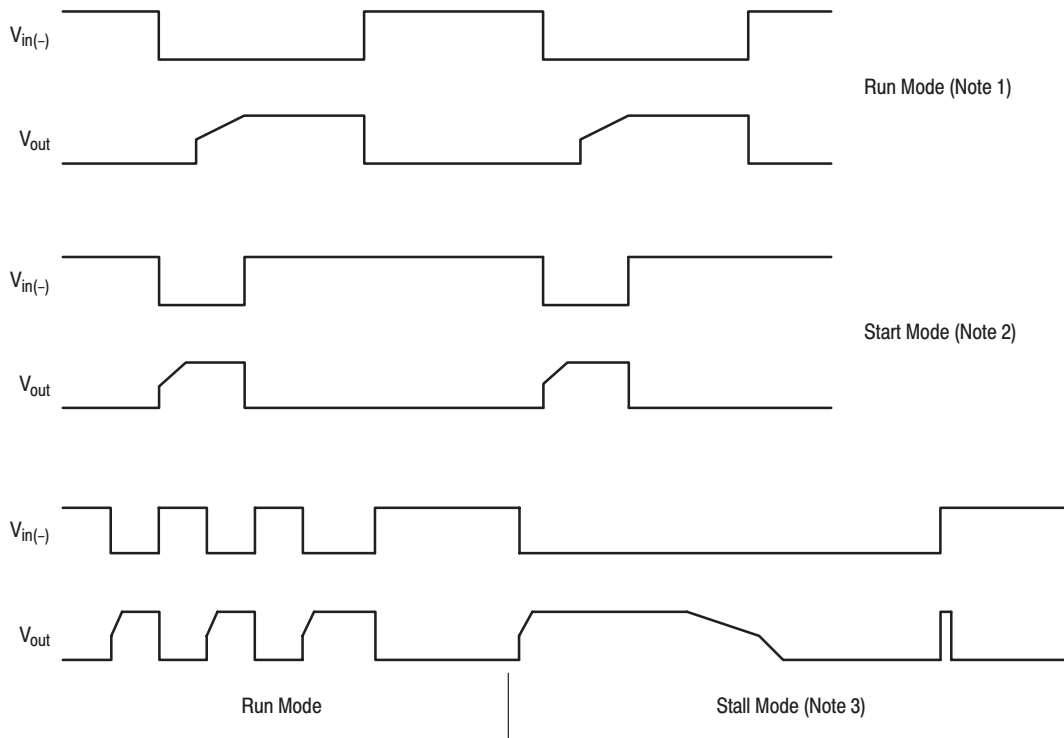 Vin(–)
Run Mode (Note 1)
Vout
Vin(–)
Start Mode (Note 2)
Vout
Vin(–)
Vout
Run Mode
Stall Mode (Note 3)